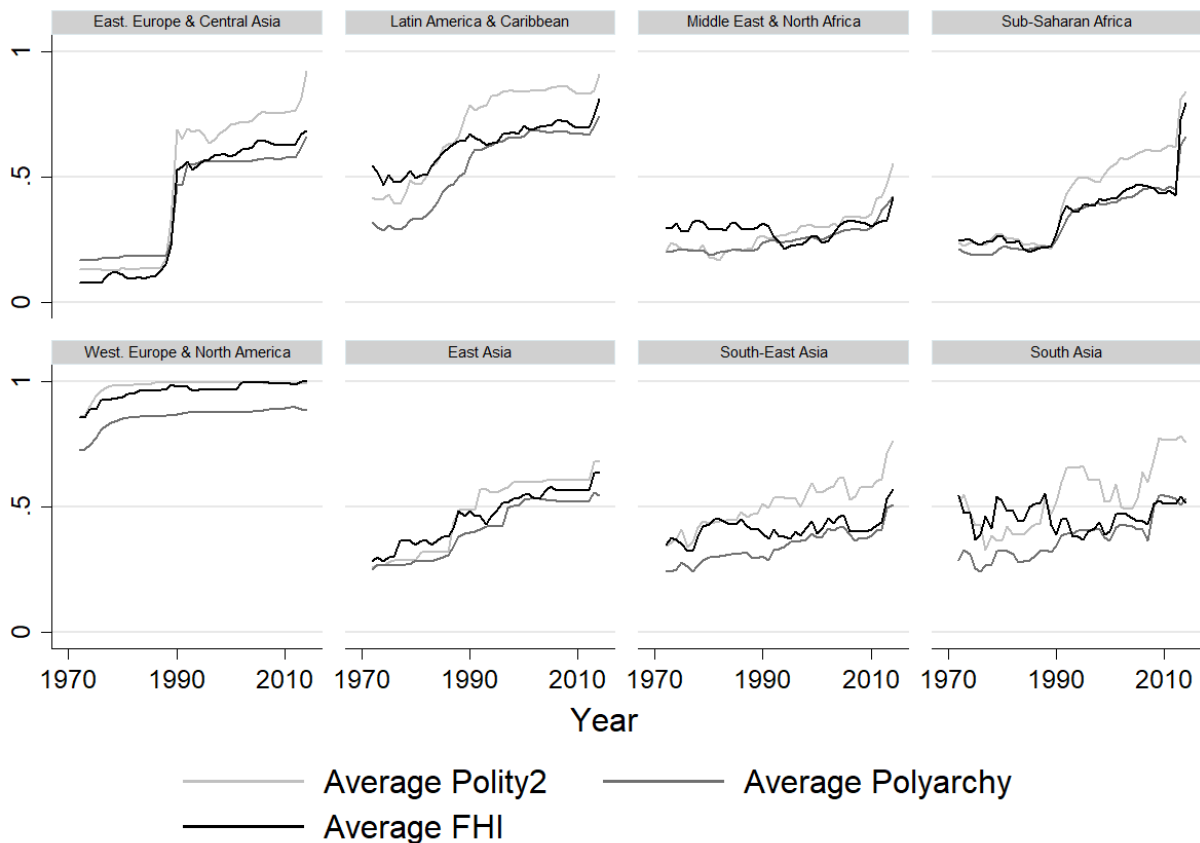 East. Europe & Central Asia
Latin America & Caribbean
Middle East & North Africa
Sub-Saharan Africa
1
.5
0
West. Europe & North America
East Asia
South-East Asia
South Asia
1
.5
0
1970 1990 2010
1970 1990 2010
1970 1990 2010
1970 1990 2010
Year
Average Polity2
Average Polyarchy
Average FHI